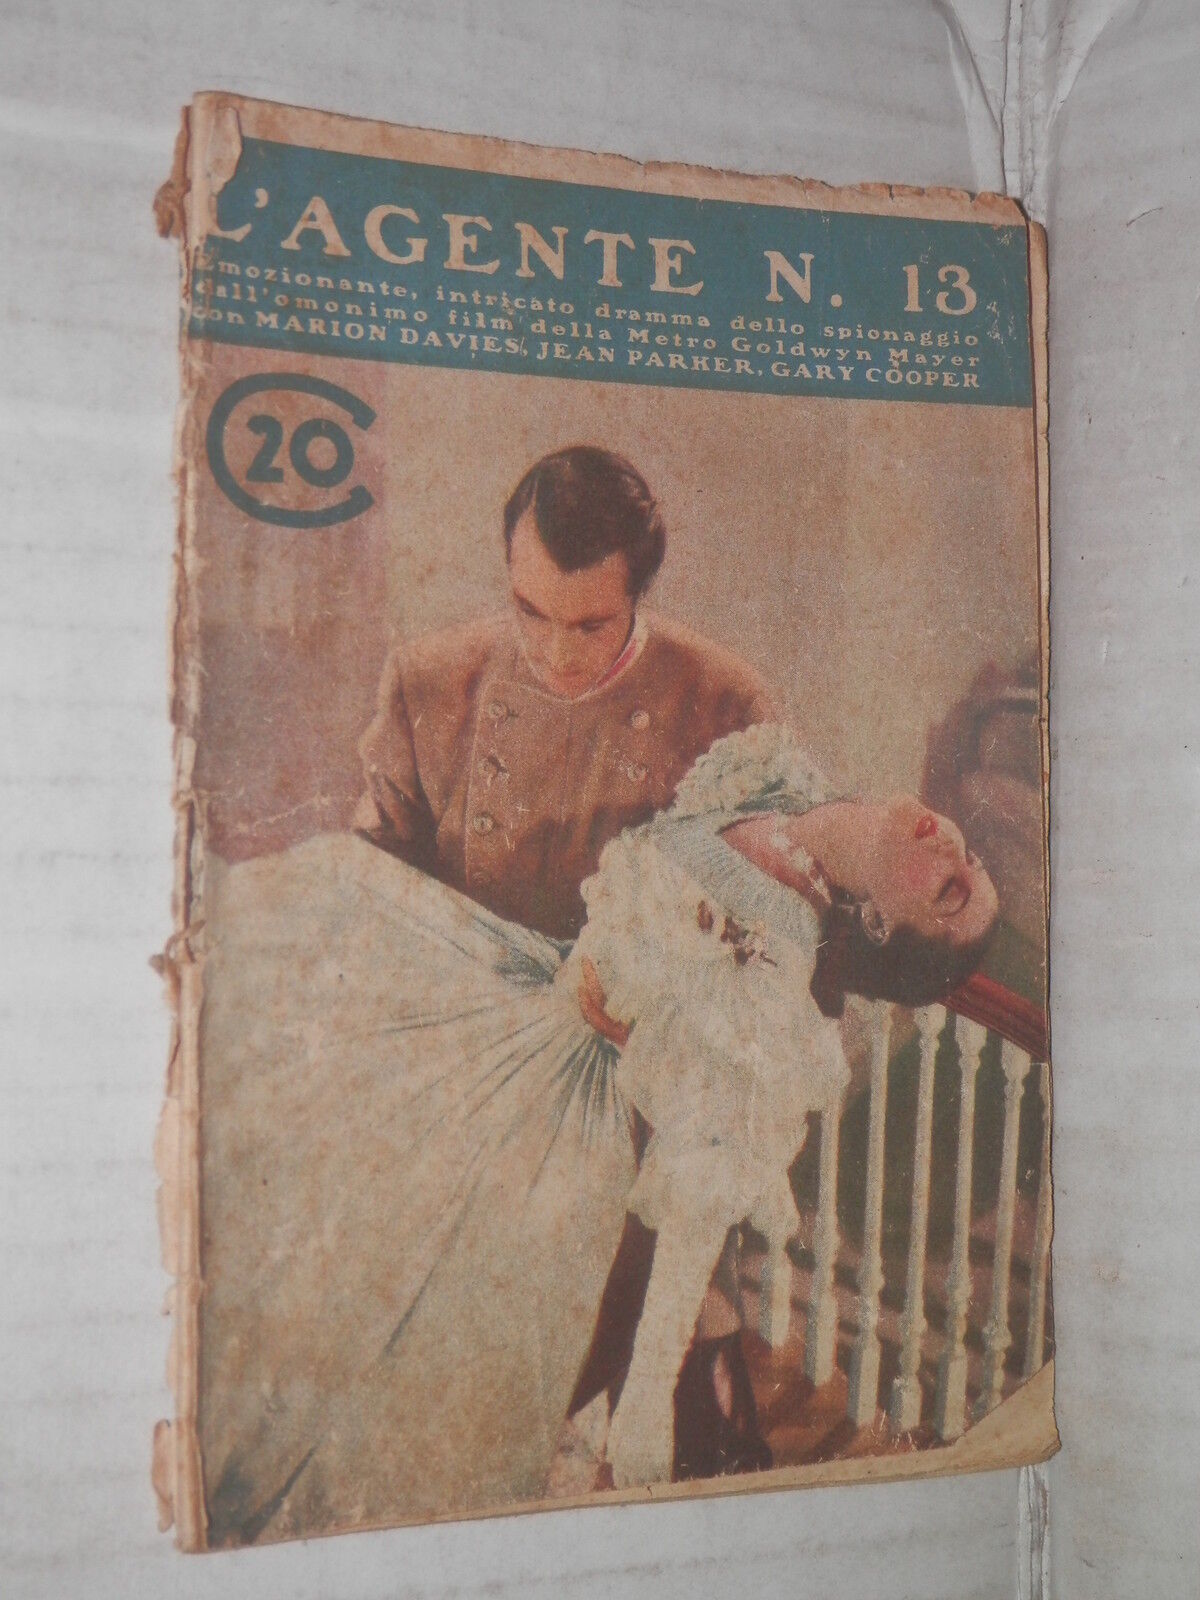 L'AGENTE N. 13
Emozionante, intricato dramma dello spionaggio
dall'omonimo film della Metro Goldwyn Mayer
con MARION DAVIES, JEAN PARKER, GARY COOPER
C 20